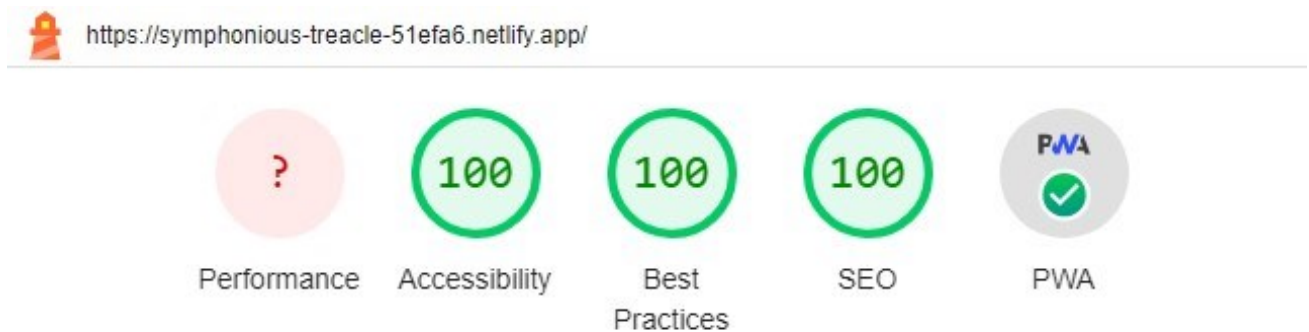 https://symphonious-treacle-51efa6.netlify.app/
? 100 100 100 PWA
Performance Accessibility Best Practices SEO PWA